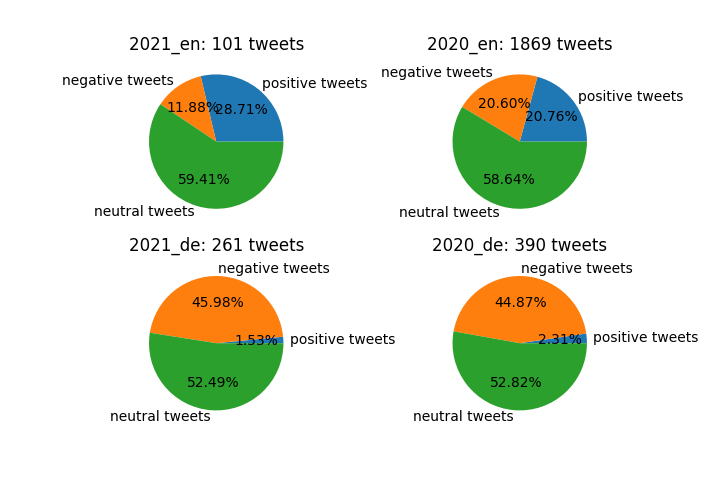 2021_en: 101 tweets
negative tweets
positive tweets
11.88%
28.71%
59.41%
neutral tweets
2020_en: 1869 tweets
negative tweets
positive tweets
20.60%
20.76%
58.64%
neutral tweets
2021_de: 261 tweets
negative tweets
45.98%
1.53%
positive tweets
52.49%
neutral tweets
2020_de: 390 tweets
negative tweets
44.87%
2.31%
positive tweets
52.82%
neutral tweets